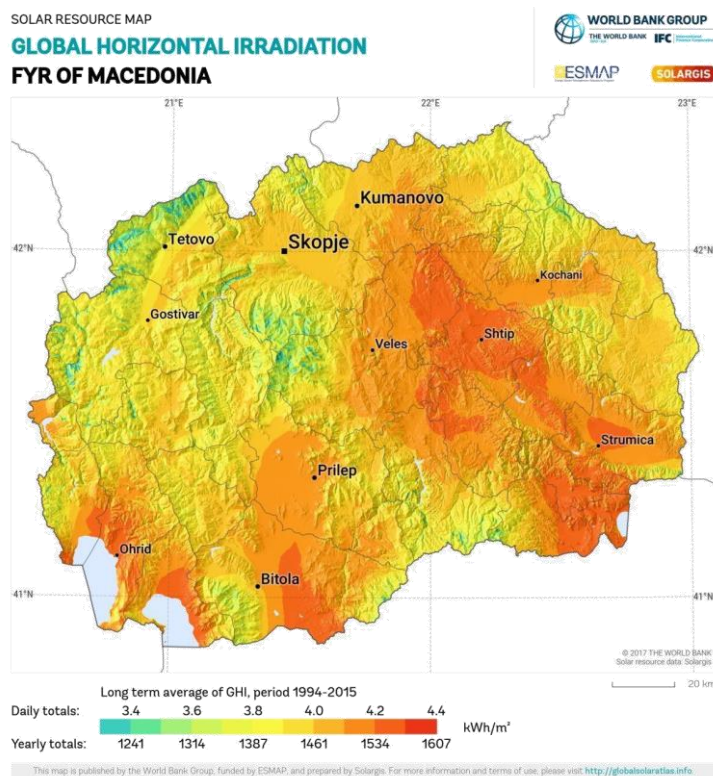 SOLAR RESOURCE MAP
GLOBAL HORIZONTAL IRRADIATION
FYR OF MACEDONIA
WORLD BANK GROUP
THE WORLD BANK IFC
ESMAP SOLARGIS
21°E 22°E 23°E
Kumanovo
Tetovo Skopje
42°N 42°N
Kochani
Gostivar
Shtip
Veles
Strumica
Prilep
Ohrid
Bitola
41°N 41°N
© 2017 THE WORLD BANK
Solar resource data: Solargis
20 km
Long term average of GHI, period 1994-2015
Daily totals: 3.4 3.6 3.8 4.0 4.2 4.4
kWh/m²
Yearly totals: 1241 1314 1387 1461 1534 1607
This map is published by the World Bank Group, funded by ESMAP, and prepared by Solargis. For more information and terms of use, please visit http://globalsolaratlas.info